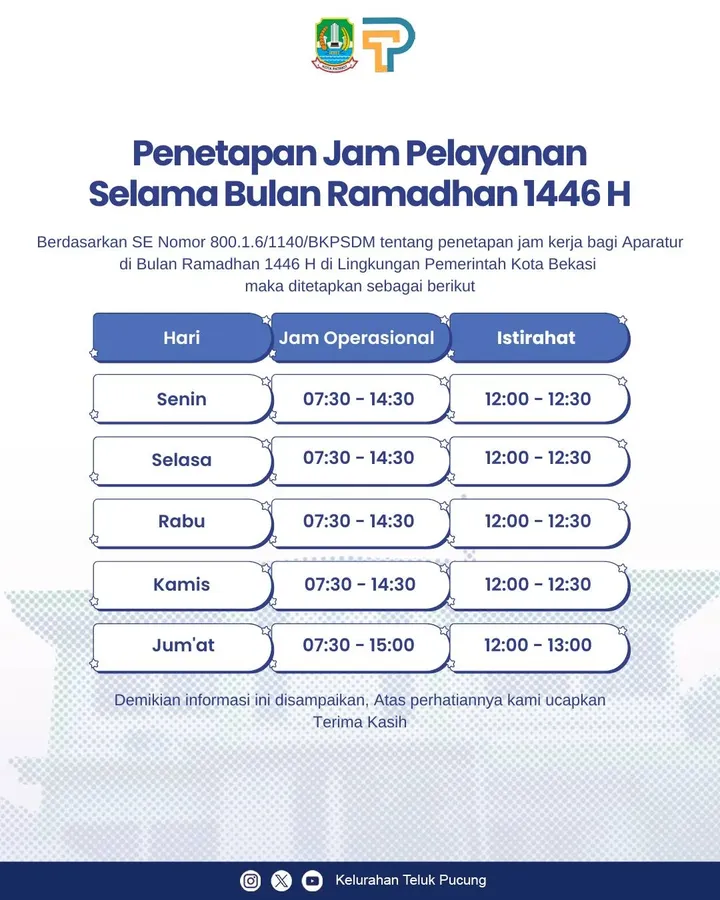 Penetapan Jam Pelayanan
Selama Bulan Ramadhan 1446 H
Berdasarkan SE Nomor 800.1.6/1140/BKPSDM tentang penetapan jam kerja bagi Aparatur
di Bulan Ramadhan 1446 H di Lingkungan Pemerintah Kota Bekasi
maka ditetapkan sebagai berikut
Hari Jam Operasional Istirahat
Senin 07:30 - 14:30 12:00 - 12:30
Selasa 07:30 - 14:30 12:00 - 12:30
Rabu 07:30 - 14:30 12:00 - 12:30
Kamis 07:30 - 14:30 12:00 - 12:30
Jum'at 07:30 - 15:00 12:00 - 13:00
Demikian informasi ini disampaikan, Atas perhatiannya kami ucapkan
Terima Kasih
Kelurahan Teluk Pucung